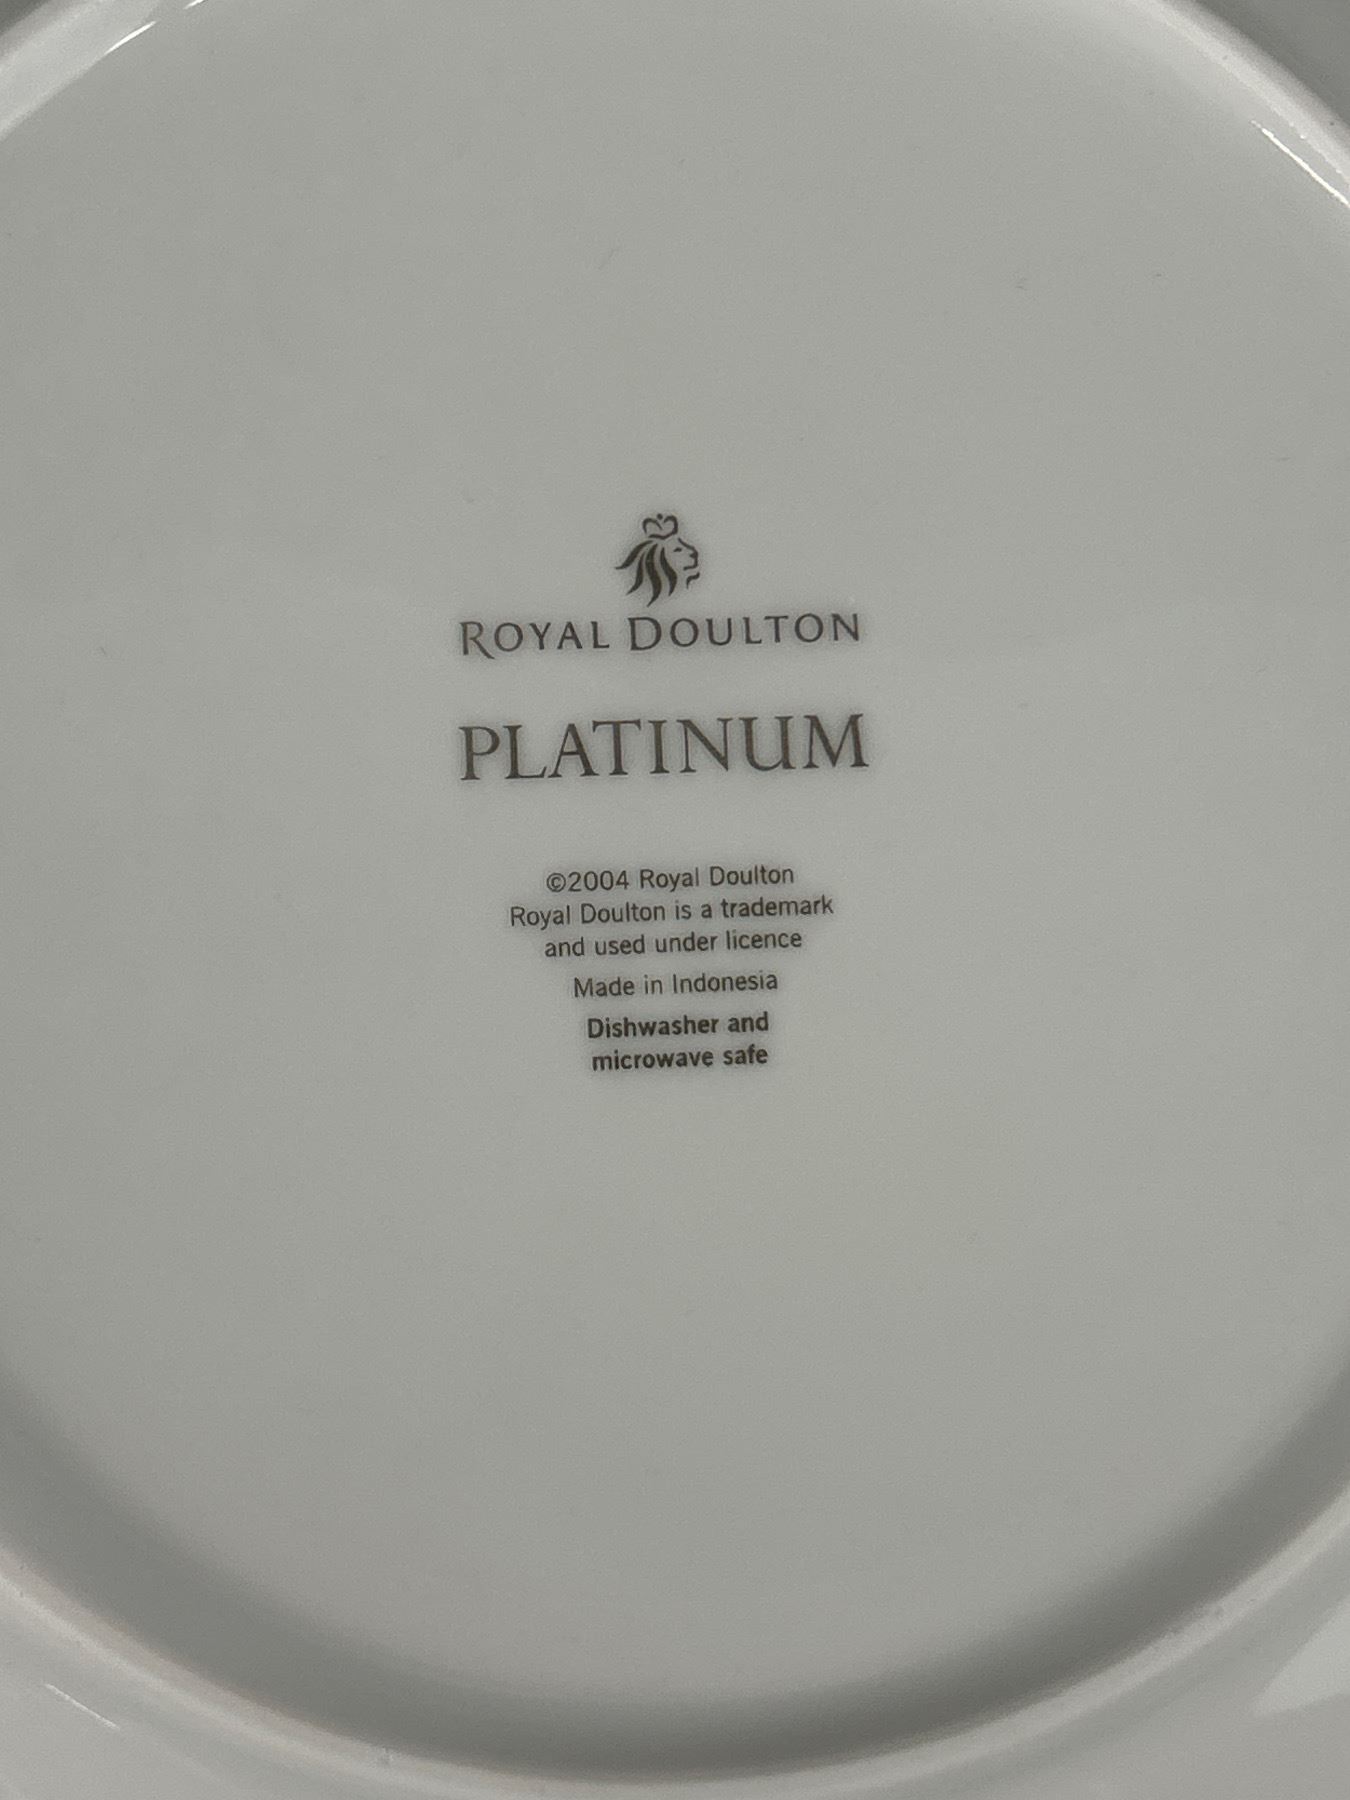 ROYAL DOULTON
PLATINUM
©2004 Royal Doulton
Royal Doulton is a trademark
and used under licence
Made in Indonesia
Dishwasher and
microwave safe